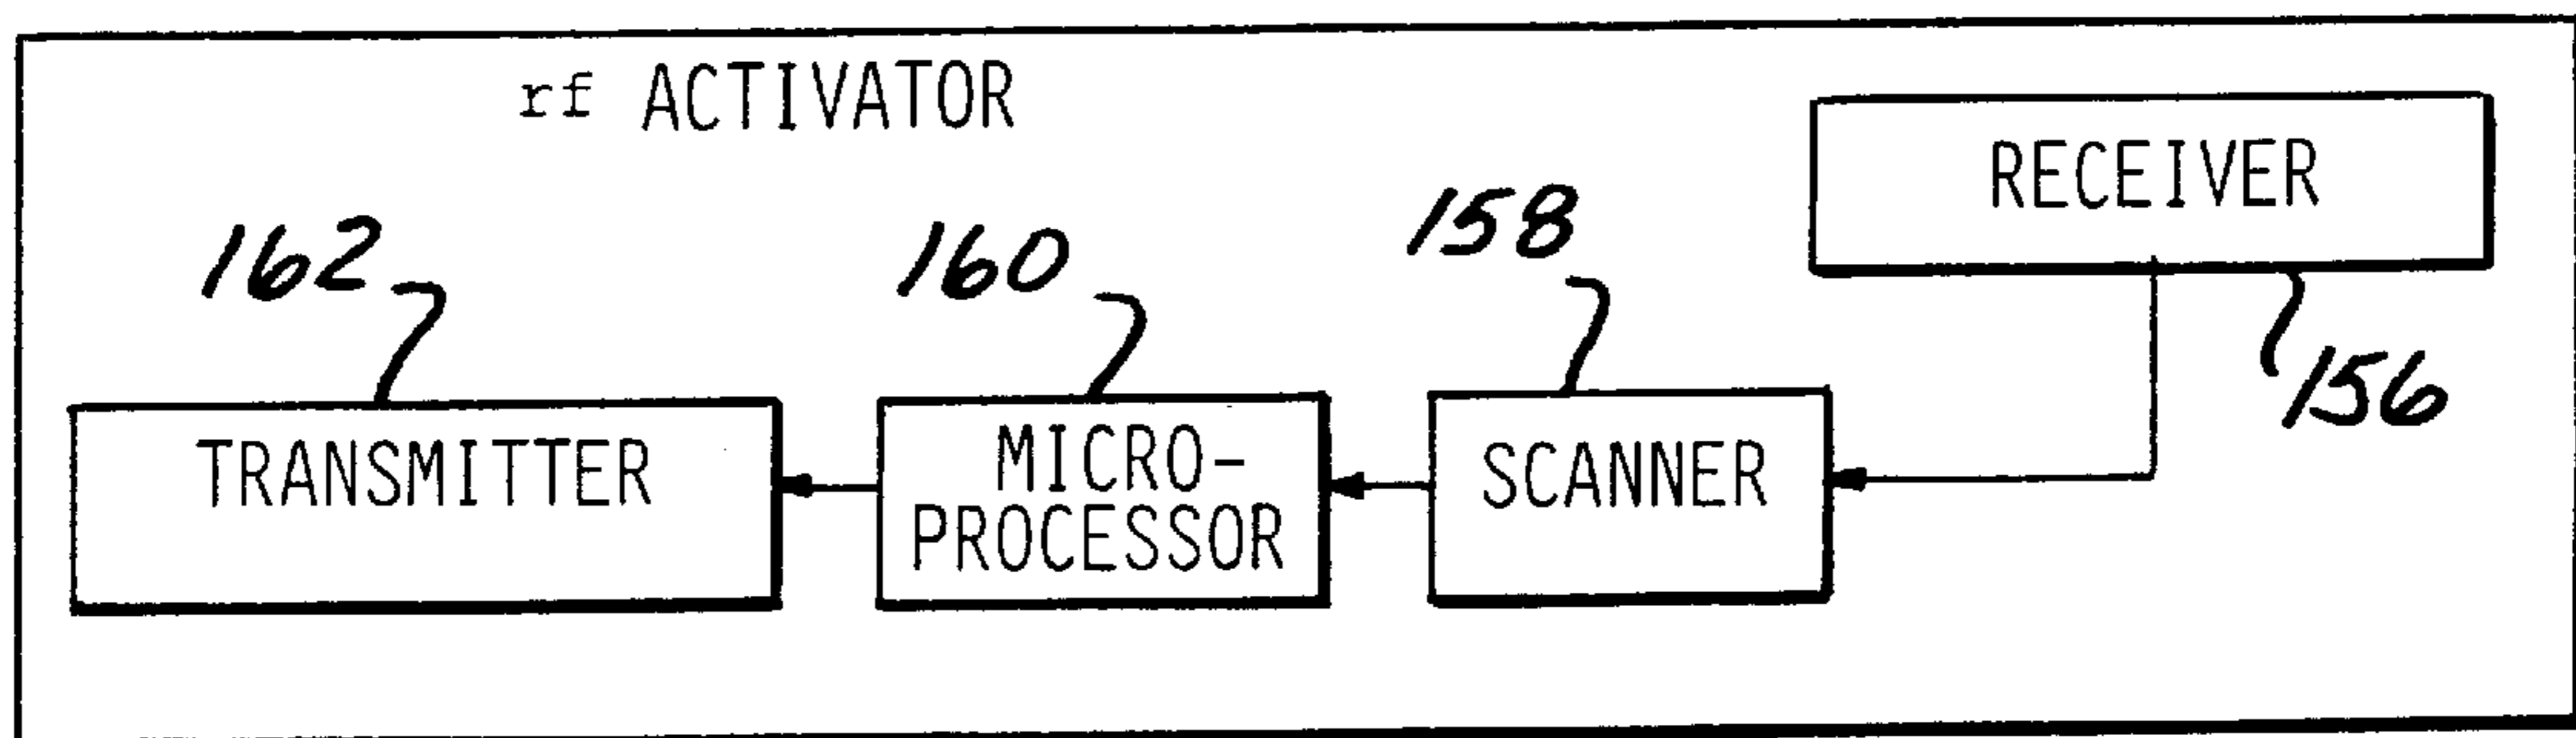 rf ACTIVATOR
RECEIVER
162
160
158
156
TRANSMITTER
MICRO-
PROCESSOR
SCANNER